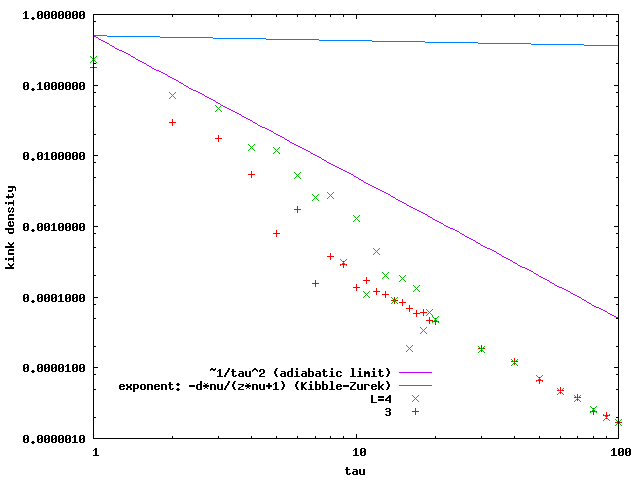 1.0000000
0.1000000
0.0100000
0.0010000
0.0001000
0.0000100
0.0000010
kink density
~1/tau^2 (adiabatic limit)
exponent: -d*nu/(z*nu+1) (Kibble-Zurek)
L=4
3
1
10
100
tau